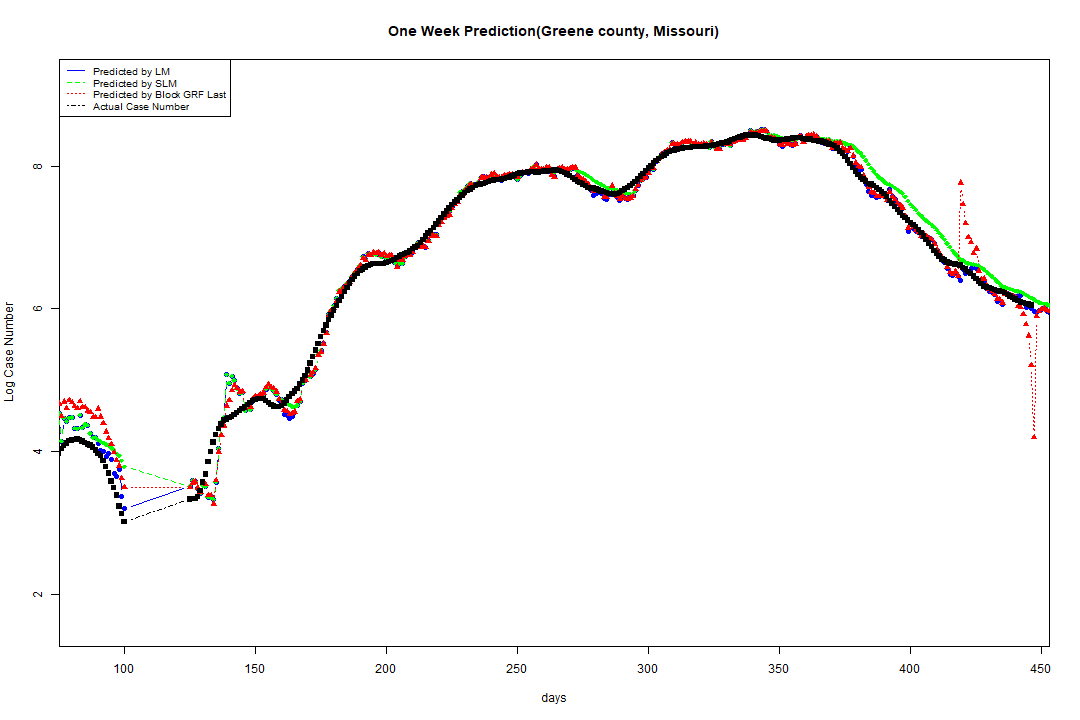 One Week Prediction(Greene county, Missouri)
Predicted by LM
Predicted by SLM
Predicted by Block GRF Last
Actual Case Number
8
6
4
2
Log Case Number
100 150 200 250 300 350 400 450
days